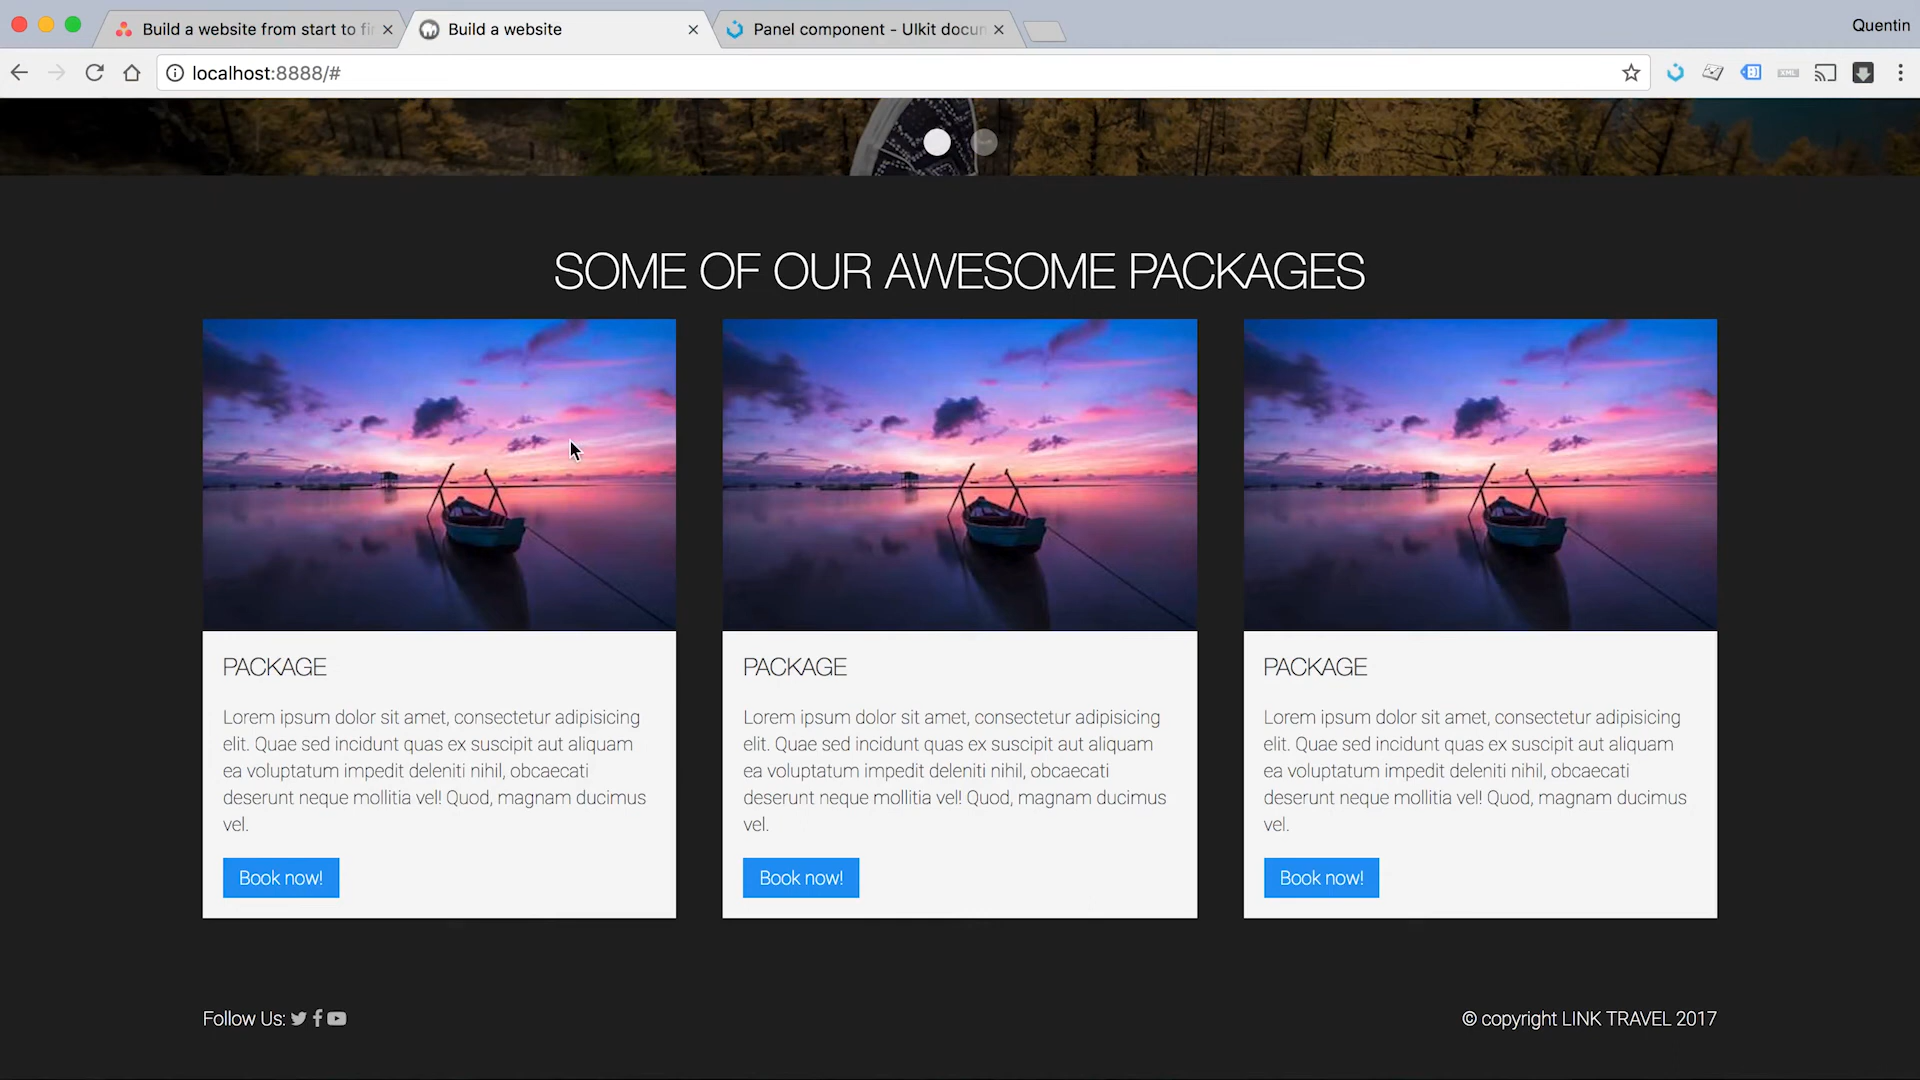 Build a website from start to fi
Build a website
Panel component - UIkit docum
Quentin
localhost:8888/#
XML
SOME OF OUR AWESOME PACKAGES
PACKAGE
Lorem ipsum dolor sit amet, consectetur adipisicing
elit. Quae sed incidunt quas ex suscipit aut aliquam
ea voluptatum impedit deleniti nihil, obcaecati
deserunt neque mollitia vel! Quod, magnam ducimus
vel.
Book now!
PACKAGE
Lorem ipsum dolor sit amet, consectetur adipisicing
elit. Quae sed incidunt quas ex suscipit aut aliquam
ea voluptatum impedit deleniti nihil, obcaecati
deserunt neque mollitia vel! Quod, magnam ducimus
vel.
Book now!
PACKAGE
Lorem ipsum dolor sit amet, consectetur adipisicing
elit. Quae sed incidunt quas ex suscipit aut aliquam
ea voluptatum impedit deleniti nihil, obcaecati
deserunt neque mollitia vel! Quod, magnam ducimus
vel.
Book now!
Follow Us:
© copyright LINK TRAVEL 2017